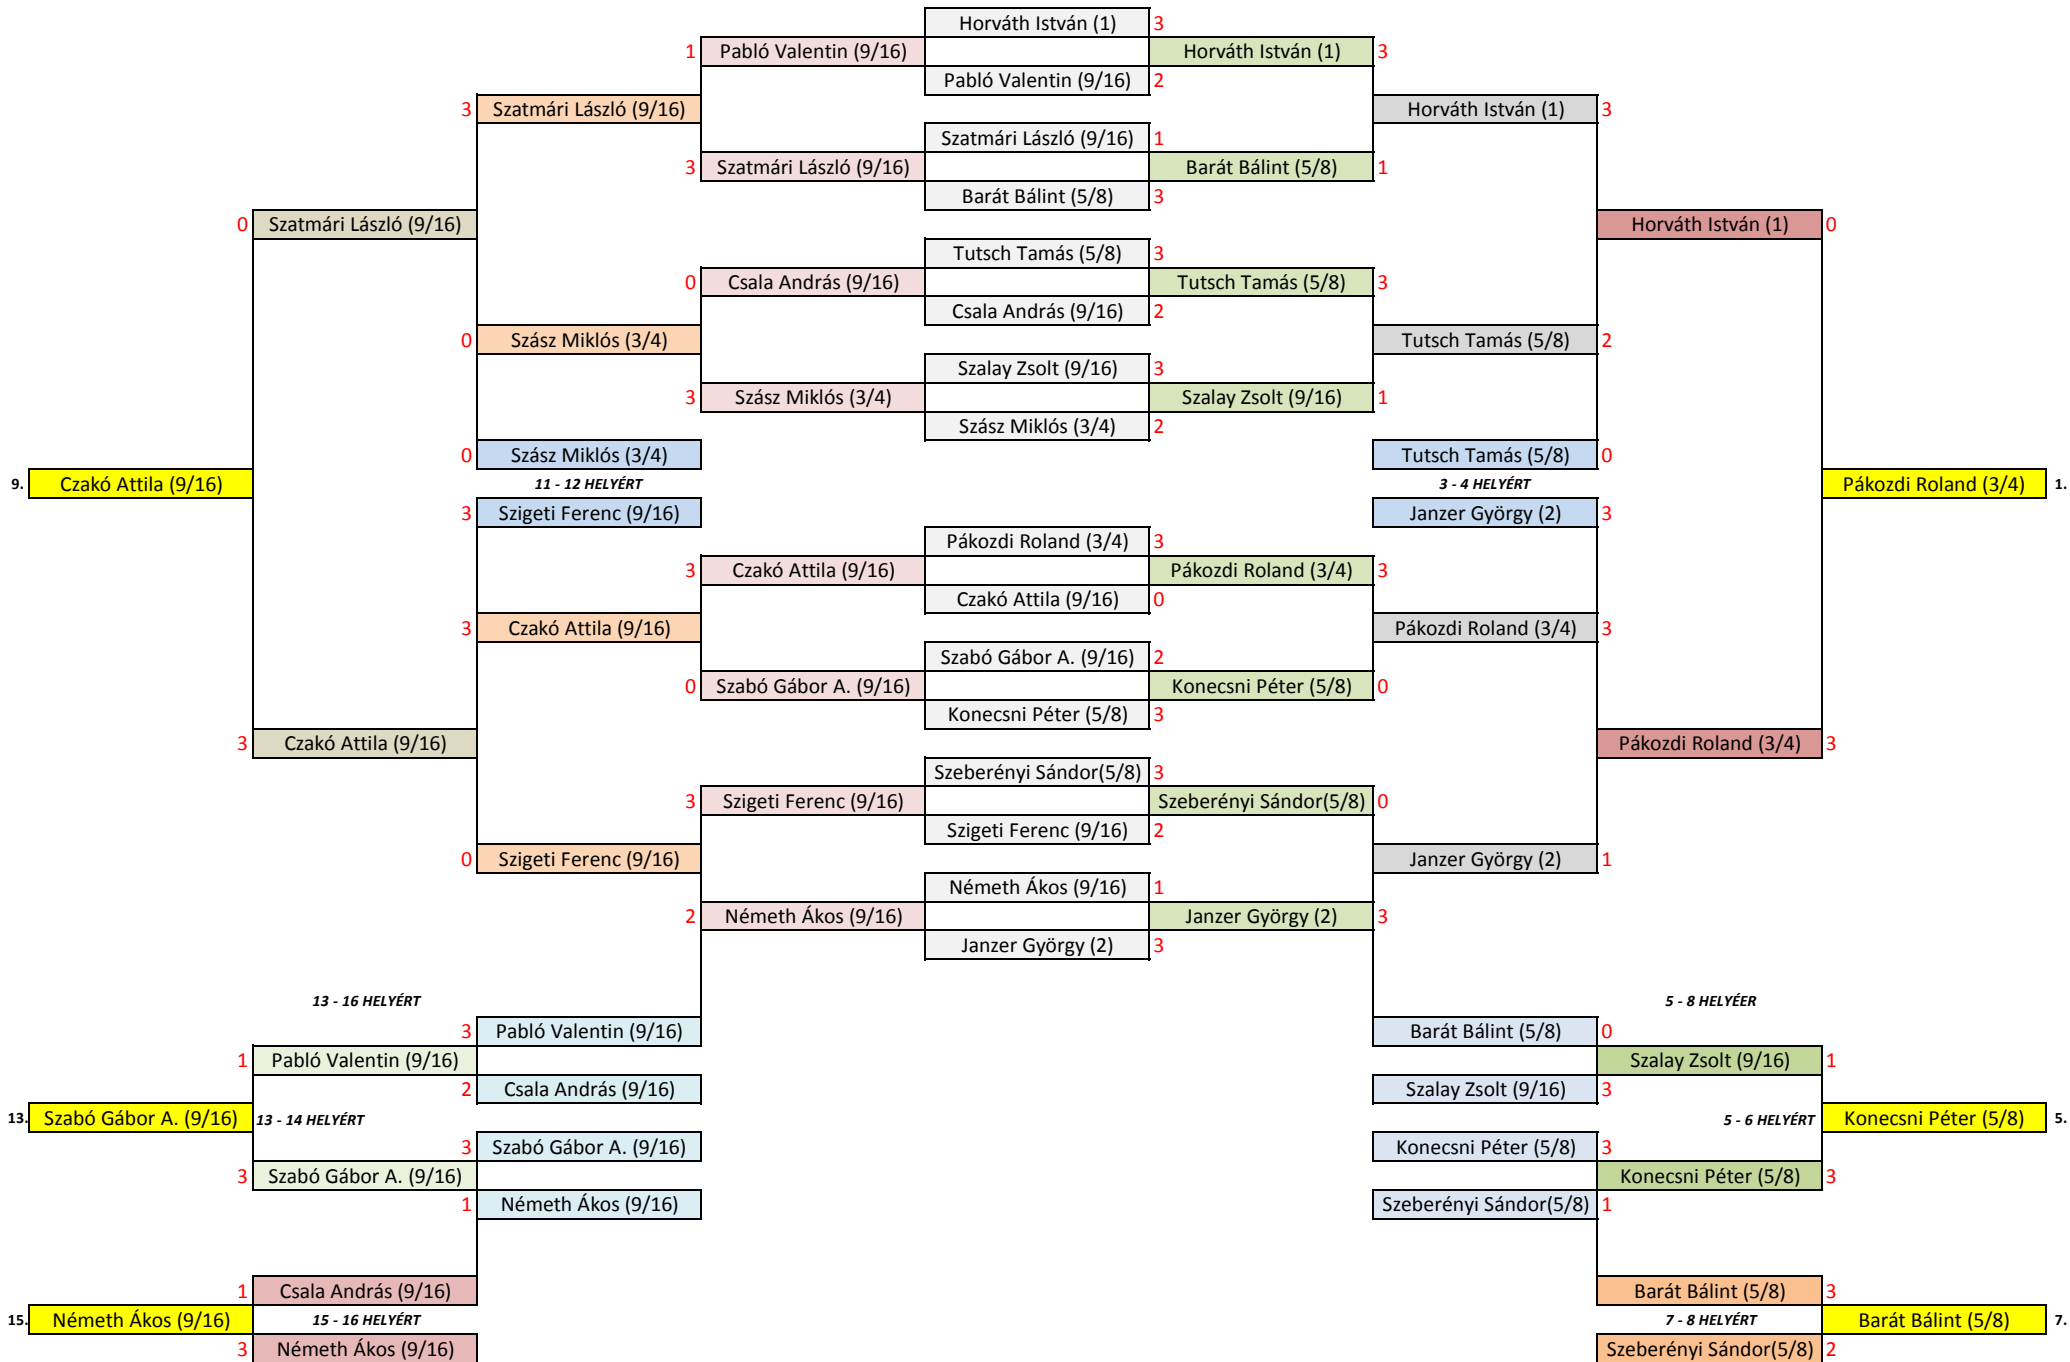 Horváth István (1) 3
1 Pabló Valentin (9/16) Horváth István (1) 3
Pabló Valentin (9/16) 2
3 Szatmári László (9/16) Horváth István (1) 3
Szatmári László (9/16) 1
3 Szatmári László (9/16) Barát Bálint (5/8) 1
Barát Bálint (5/8) 3
0 Szatmári László (9/16) Horváth István (1) 0
Tutsch Tamás (5/8) 3
0 Csala András (9/16) Tutsch Tamás (5/8) 3
Csala András (9/16) 2
0 Szász Miklós (3/4) Tutsch Tamás (5/8) 2
Szalay Zsolt (9/16) 3
3 Szász Miklós (3/4) Szalay Zsolt (9/16) 1
Szász Miklós (3/4) 2
0 Szász Miklós (3/4) Tutsch Tamás (5/8) 0
9. Czakó Attila (9/16) 11 - 12 HELYÉRT 3 - 4 HELYÉRT Pákozdi Roland (3/4) 1.
3 Szigeti Ferenc (9/16) Janzer György (2) 3
Pákozdi Roland (3/4) 3
3 Czakó Attila (9/16) Pákozdi Roland (3/4) 3
Czakó Attila (9/16) 0
3 Czakó Attila (9/16) Pákozdi Roland (3/4) 3
Szabó Gábor A. (9/16) 2
0 Szabó Gábor A. (9/16) Konecsni Péter (5/8) 0
Konecsni Péter (5/8) 3
3 Czakó Attila (9/16) Pákozdi Roland (3/4) 3
Szeberényi Sándor(5/8) 3
3 Szigeti Ferenc (9/16) Szeberényi Sándor(5/8) 0
Szigeti Ferenc (9/16) 2
0 Szigeti Ferenc (9/16) Janzer György (2) 1
Németh Ákos (9/16) 1
2 Németh Ákos (9/16) Janzer György (2) 3
Janzer György (2) 3
13 - 16 HELYÉRT 5 - 8 HELYÉER
3 Pabló Valentin (9/16) Barát Bálint (5/8) 0
1 Pabló Valentin (9/16) Szalay Zsolt (9/16) 1
2 Csala András (9/16) Szalay Zsolt (9/16) 3
13. Szabó Gábor A. (9/16) 13 - 14 HELYÉRT 5 - 6 HELYÉRT Konecsni Péter (5/8) 5.
3 Szabó Gábor A. (9/16) Konecsni Péter (5/8) 3
3 Szabó Gábor A. (9/16) Konecsni Péter (5/8) 3
1 Németh Ákos (9/16) Szeberényi Sándor(5/8) 1
1 Csala András (9/16) Barát Bálint (5/8) 3
15. Németh Ákos (9/16) 15 - 16 HELYÉRT 7 - 8 HELYÉRT Barát Bálint (5/8) 7.
3 Németh Ákos (9/16) Szeberényi Sándor(5/8) 2